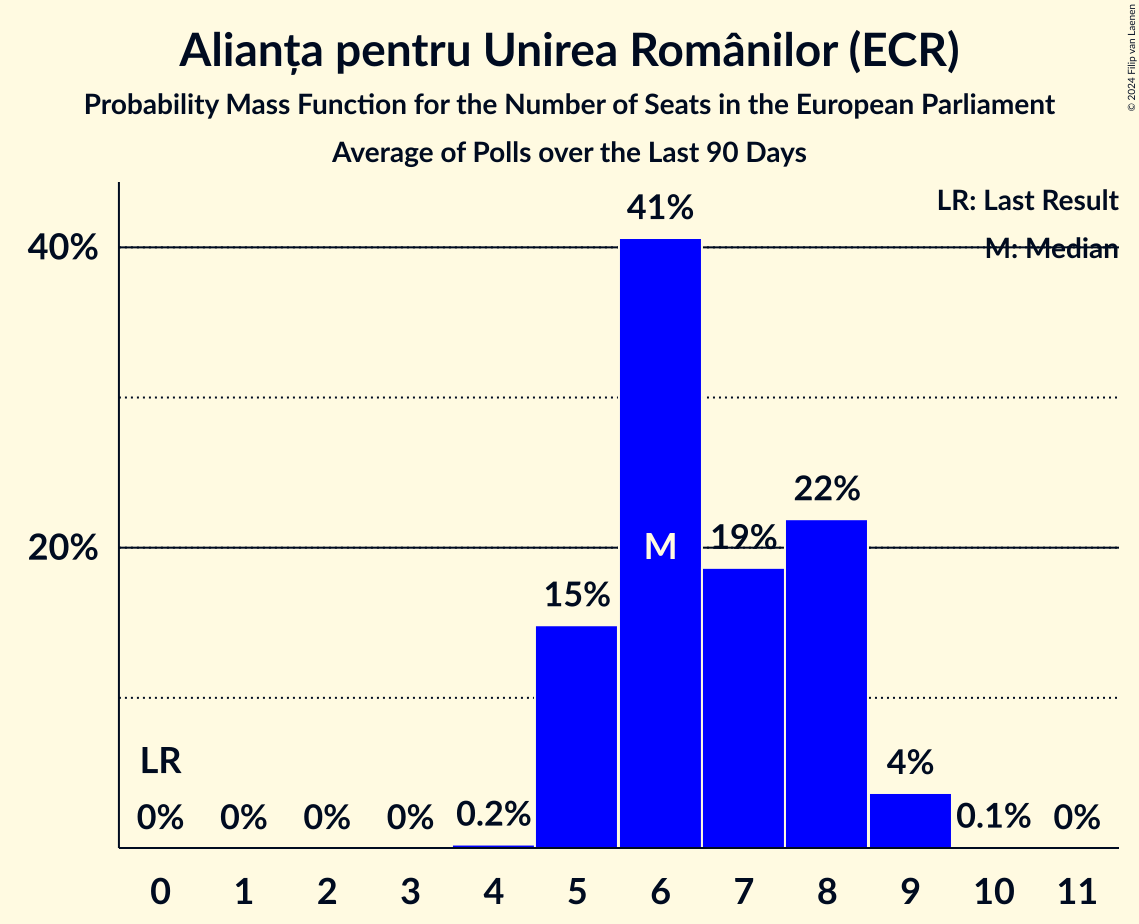 Alianța pentru Unirea Românilor (ECR)
Probability Mass Function for the Number of Seats in the European Parliament
Average of Polls over the Last 90 Days
© 2024 Filip van Laenen
LR: Last Result
M: Median
40%
20%
LR
0% 0% 0% 0% 0.2% 15% 41% 19% 22% 4% 0.1% 0%
M
0 1 2 3 4 5 6 7 8 9 10 11